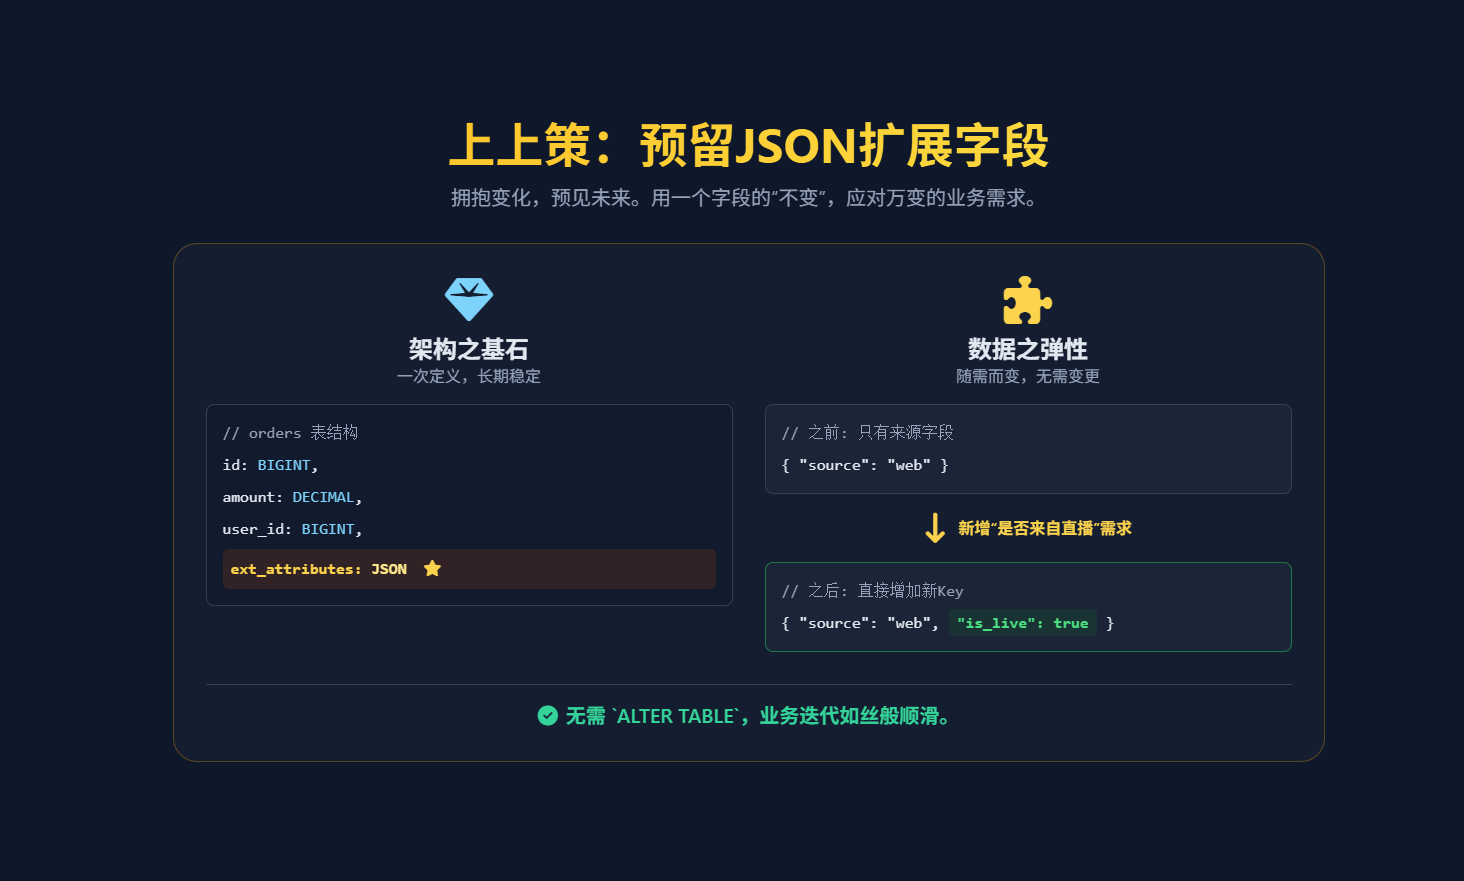 上上策：预留JSON扩展字段
拥抱变化，预见未来。用一个字段的“不变”，应对万变的业务需求。
架构之基石
一次定义，长期稳定
// orders 表结构
id: BIGINT,
amount: DECIMAL,
user_id: BIGINT,
ext_attributes: JSON
数据之弹性
随需而变，无需变更
// 之前: 只有来源字段
{ "source": "web" }
新增“是否来自直播”需求
// 之后: 直接增加新Key
{ "source": "web", "is_live": true }
无需 `ALTER TABLE`，业务迭代如丝般顺滑。